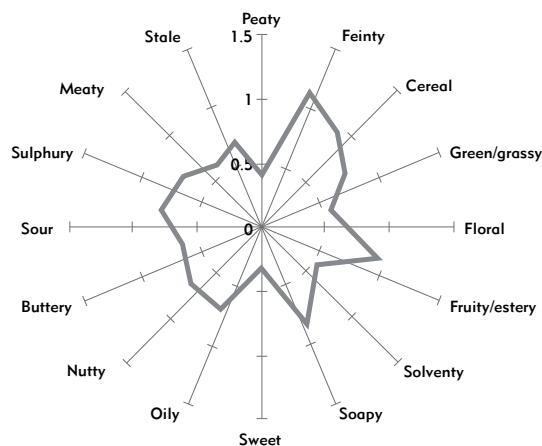 Peaty
1.5
Stale
Feinty
1
Meaty
Cereal
Sulphury
0.5
Green/grassy
Sour
0
Floral
Buttery
Fruity/estery
Nutty
Solventy
Oily
Soapy
Sweet